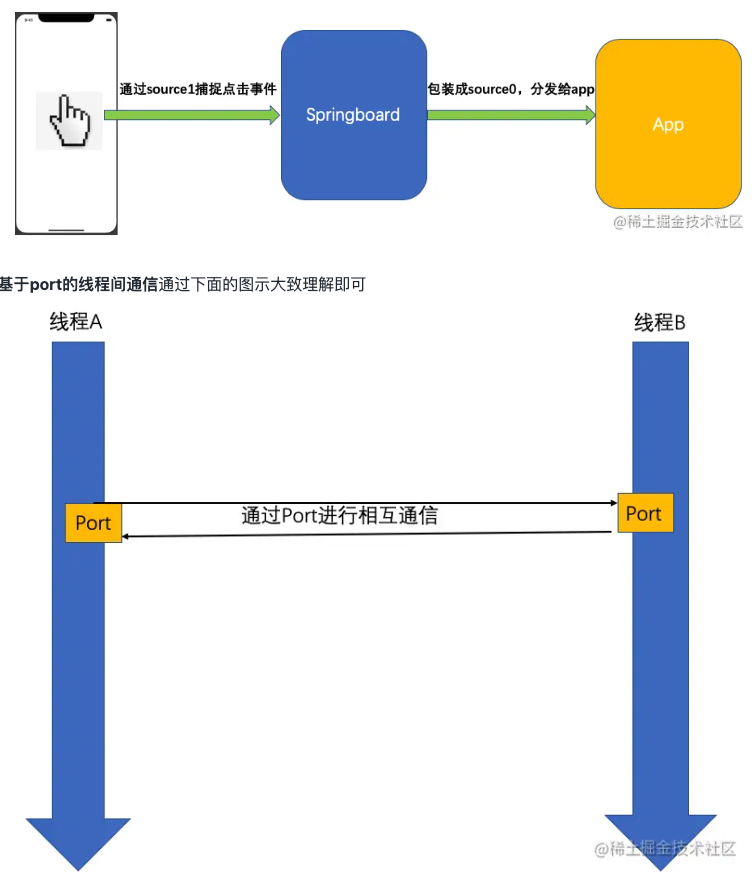 通过source1捕捉点击事件
包装成source0，分发给app
Springboard
App
@稀土掘金技术社区
基于port的线程间通信通过下面的图示大致理解即可
线程A
线程B
Port
通过Port进行相互通信
Port
@稀土掘金技术社区